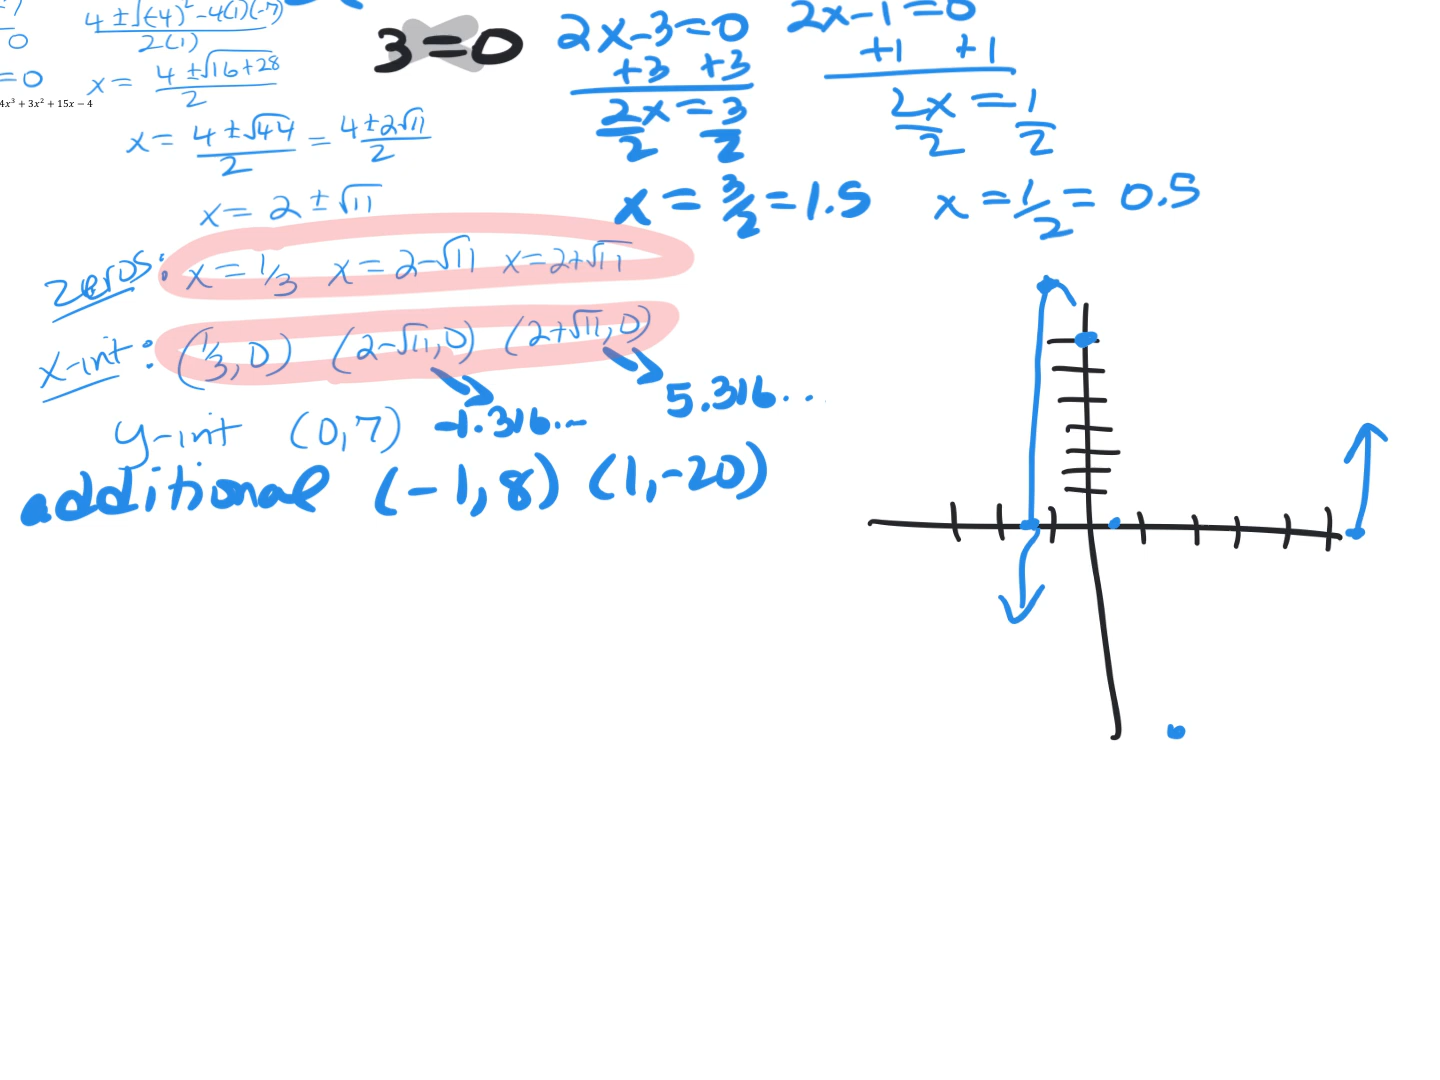 4 ± √(-4)² - 4(1)(-7)
2(1)
0
= 0
x = 4 ± √16 + 28
2
4x³ + 3x² + 15x − 4
x = 4 ± √44 = 4 ± 2√11
2 2
x = 2 ± √11
3 = 0
2x - 3 = 0
+3 +3
2x = 3
2 2
x = 3/2 = 1.5
2x - 1 = 0
+1 +1
2x = 1
2 2
x = 1/2 = 0.5
zeros: x = 1/3 x = 2 - √11 x = 2 + √11
x-int: (1/3, 0) (2 - √11, 0) (2 + √11, 0)
-1.316... 5.316...
y-int (0, 7)
additional (-1, 8) (1, -20)